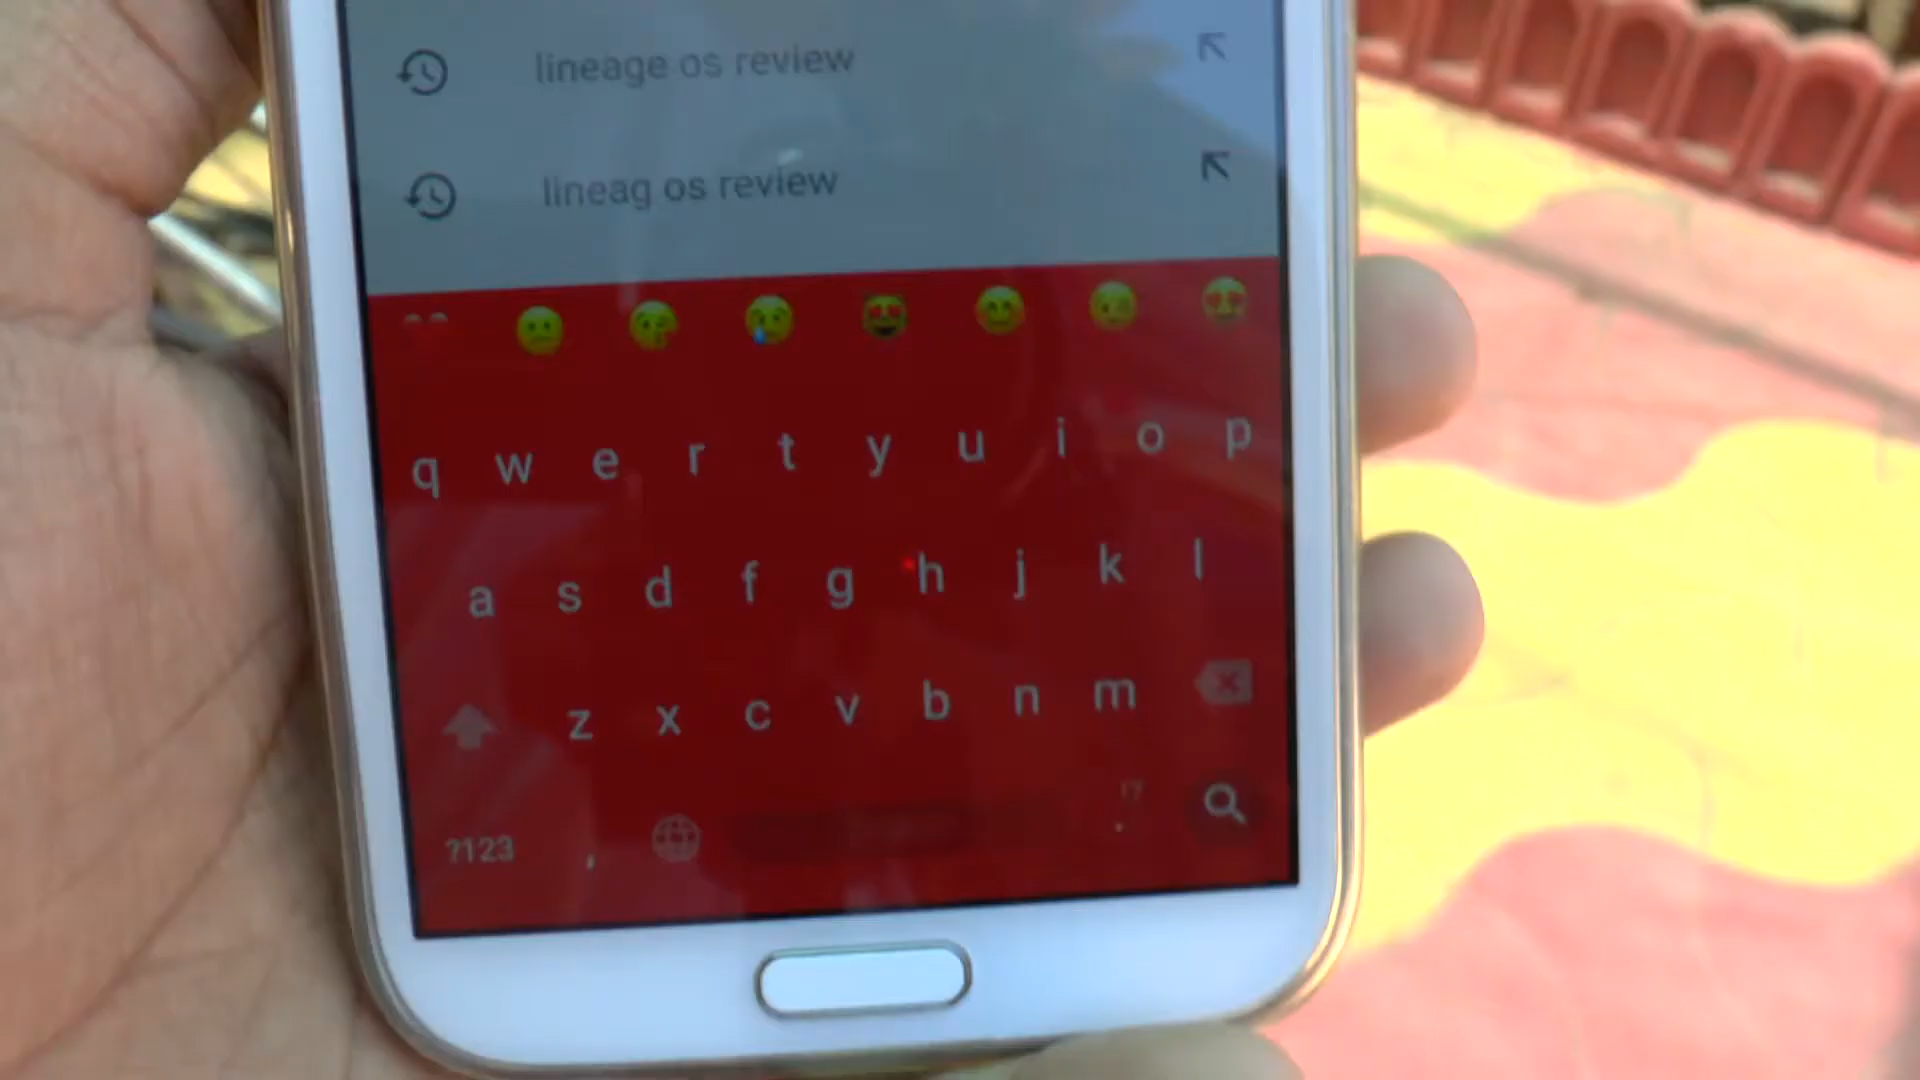 lineage os review
lineag os review
q w e r t y u i o p
a s d f g h j k l
z x c v b n m
!?
?123 , .